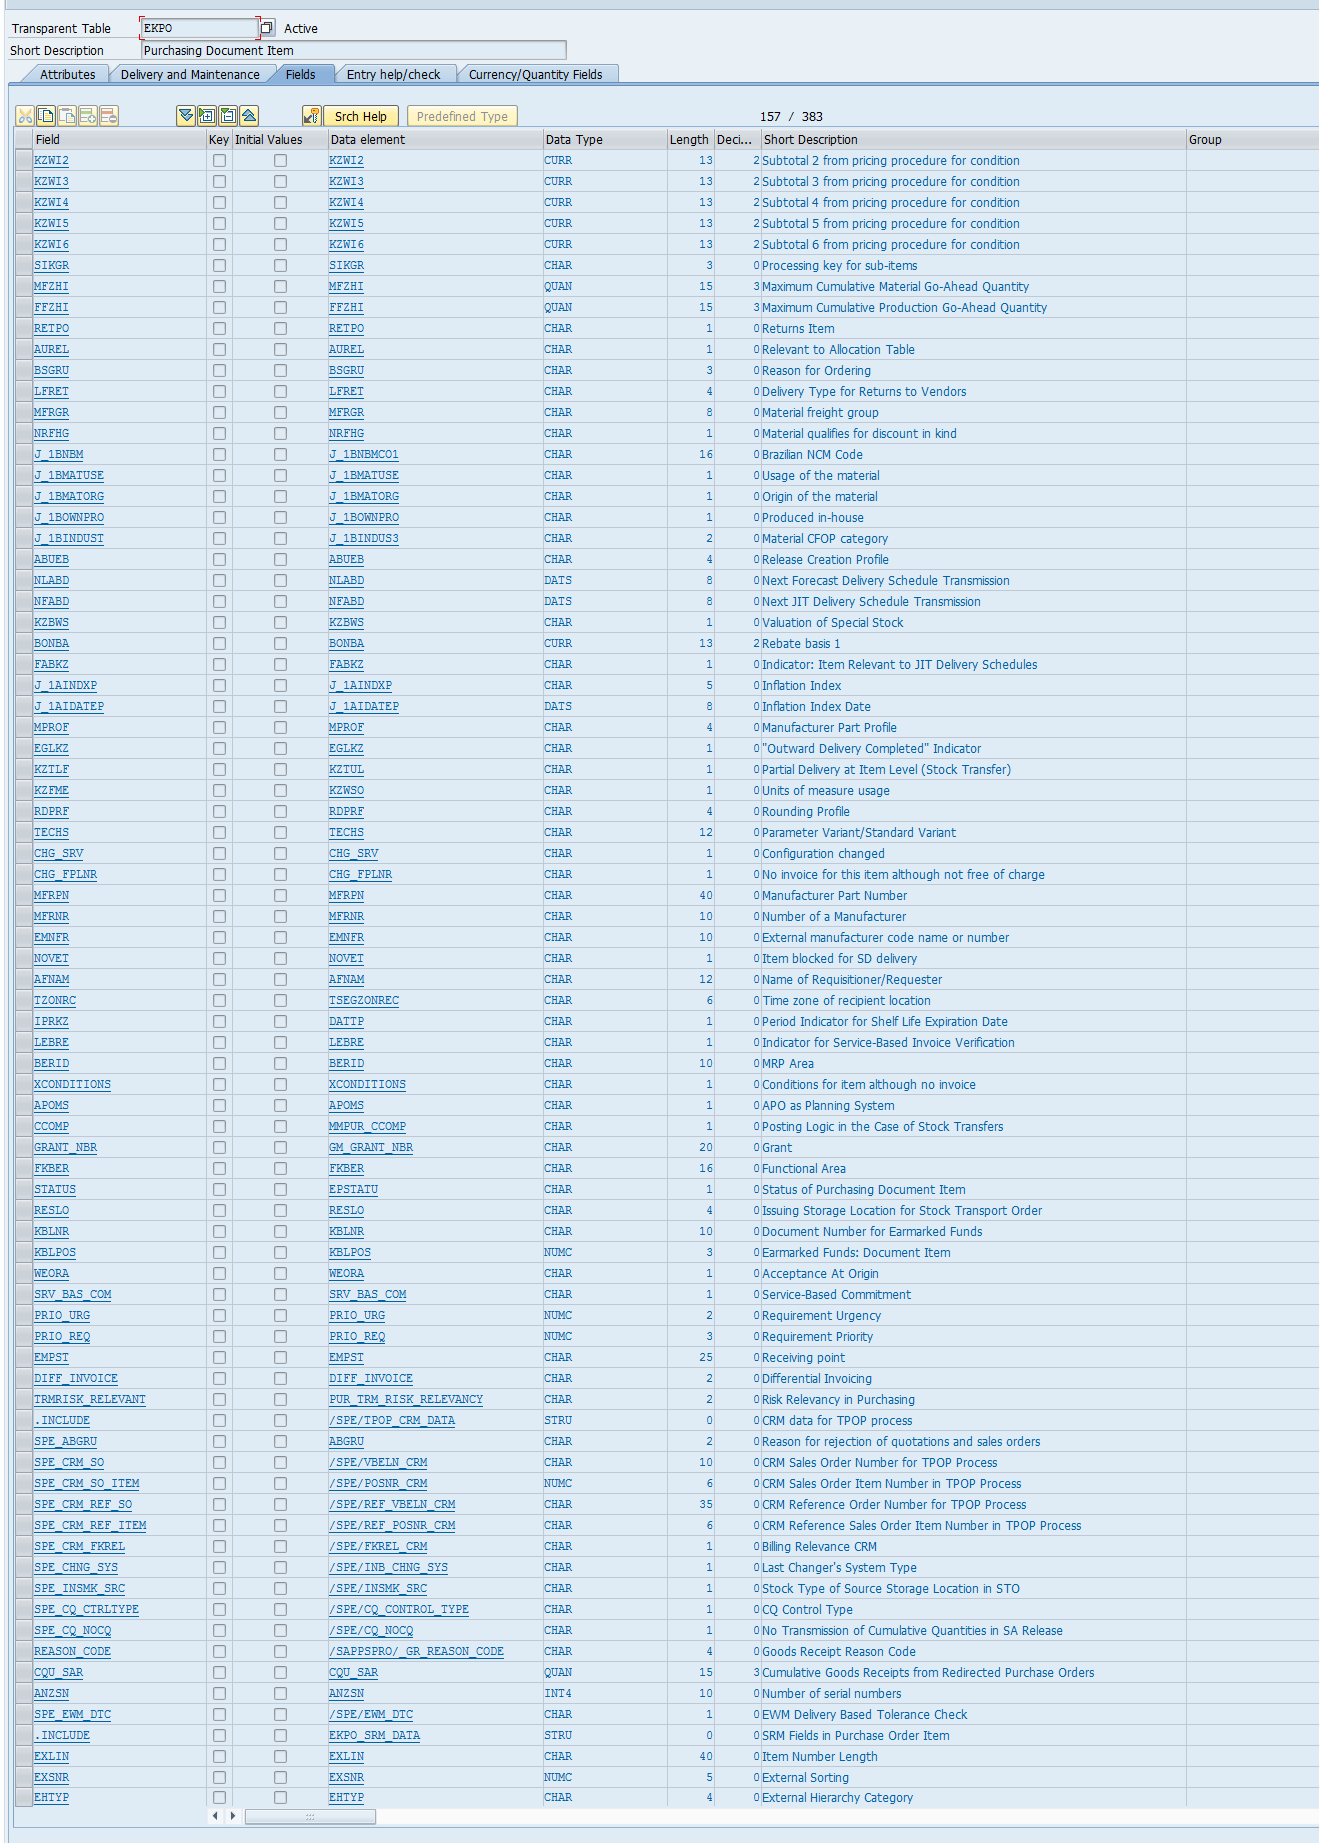 Transparent Table EKPO Active
Short Description Purchasing Document Item
Attributes Delivery and Maintenance Fields Entry help/check Currency/Quantity Fields
Srch Help Predefined Type 157 / 383
Field Key Initial Values Data element Data Type Length Deci... Short Description Group
KZWI2 KZWI2 CURR 13 2 Subtotal 2 from pricing procedure for condition
KZWI3 KZWI3 CURR 13 2 Subtotal 3 from pricing procedure for condition
KZWI4 KZWI4 CURR 13 2 Subtotal 4 from pricing procedure for condition
KZWI5 KZWI5 CURR 13 2 Subtotal 5 from pricing procedure for condition
KZWI6 KZWI6 CURR 13 2 Subtotal 6 from pricing procedure for condition
SIKGR SIKGR CHAR 3 0 Processing key for sub-items
MFZHI MFZHI QUAN 15 3 Maximum Cumulative Material Go-Ahead Quantity
FFZHI FFZHI QUAN 15 3 Maximum Cumulative Production Go-Ahead Quantity
RETPO RETPO CHAR 1 0 Returns Item
AUREL AUREL CHAR 1 0 Relevant to Allocation Table
BSGRU BSGRU CHAR 3 0 Reason for Ordering
LFRET LFRET CHAR 4 0 Delivery Type for Returns to Vendors
MFRGR MFRGR CHAR 8 0 Material freight group
NRFHG NRFHG CHAR 1 0 Material qualifies for discount in kind
J_1BNBM J_1BNBMCO1 CHAR 16 0 Brazilian NCM Code
J_1BMATUSE J_1BMATUSE CHAR 1 0 Usage of the material
J_1BMATORG J_1BMATORG CHAR 1 0 Origin of the material
J_1BOWNPRO J_1BOWNPRO CHAR 1 0 Produced in-house
J_1BINDUST J_1BINDUS3 CHAR 2 0 Material CFOP category
ABUEB ABUEB CHAR 4 0 Release Creation Profile
NLABD NLABD DATS 8 0 Next Forecast Delivery Schedule Transmission
NFABD NFABD DATS 8 0 Next JIT Delivery Schedule Transmission
KZBWS KZBWS CHAR 1 0 Valuation of Special Stock
BONBA BONBA CURR 13 2 Rebate basis 1
FABKZ FABKZ CHAR 1 0 Indicator: Item Relevant to JIT Delivery Schedules
J_1AINDXP J_1AINDXP CHAR 5 0 Inflation Index
J_1AIDATEP J_1AIDATEP DATS 8 0 Inflation Index Date
MPROF MPROF CHAR 4 0 Manufacturer Part Profile
EGLKZ EGLKZ CHAR 1 0 "Outward Delivery Completed" Indicator
KZTLF KZTUL CHAR 1 0 Partial Delivery at Item Level (Stock Transfer)
KZFME KZWSO CHAR 1 0 Units of measure usage
RDPRF RDPRF CHAR 4 0 Rounding Profile
TECHS TECHS CHAR 12 0 Parameter Variant/Standard Variant
CHG_SRV CHG_SRV CHAR 1 0 Configuration changed
CHG_FPLNR CHG_FPLNR CHAR 1 0 No invoice for this item although not free of charge
MFRPN MFRPN CHAR 40 0 Manufacturer Part Number
MFRNR MFRNR CHAR 10 0 Number of a Manufacturer
EMNFR EMNFR CHAR 10 0 External manufacturer code name or number
NOVET NOVET CHAR 1 0 Item blocked for SD delivery
AFNAM AFNAM CHAR 12 0 Name of Requisitioner/Requester
TZONRC TSEGZONREC CHAR 6 0 Time zone of recipient location
IPRKZ DATTP CHAR 1 0 Period Indicator for Shelf Life Expiration Date
LEBRE LEBRE CHAR 1 0 Indicator for Service-Based Invoice Verification
BERID BERID CHAR 10 0 MRP Area
XCONDITIONS XCONDITIONS CHAR 1 0 Conditions for item although no invoice
APOMS APOMS CHAR 1 0 APO as Planning System
CCOMP MMPUR_CCOMP CHAR 1 0 Posting Logic in the Case of Stock Transfers
GRANT_NBR GM_GRANT_NBR CHAR 20 0 Grant
FKBER FKBER CHAR 16 0 Functional Area
STATUS EPSTATU CHAR 1 0 Status of Purchasing Document Item
RESLO RESLO CHAR 4 0 Issuing Storage Location for Stock Transport Order
KBLNR KBLNR CHAR 10 0 Document Number for Earmarked Funds
KBLPOS KBLPOS NUMC 3 0 Earmarked Funds: Document Item
WEORA WEORA CHAR 1 0 Acceptance At Origin
SRV_BAS_COM SRV_BAS_COM CHAR 1 0 Service-Based Commitment
PRIO_URG PRIO_URG NUMC 2 0 Requirement Urgency
PRIO_REQ PRIO_REQ NUMC 3 0 Requirement Priority
EMPST EMPST CHAR 25 0 Receiving point
DIFF_INVOICE DIFF_INVOICE CHAR 2 0 Differential Invoicing
TRMRISK_RELEVANT PUR_TRM_RISK_RELEVANCY CHAR 2 0 Risk Relevancy in Purchasing
.INCLUDE /SPE/TPOP_CRM_DATA STRU 0 0 CRM data for TPOP process
SPE_ABGRU ABGRU CHAR 2 0 Reason for rejection of quotations and sales orders
SPE_CRM_SO /SPE/VBELN_CRM CHAR 10 0 CRM Sales Order Number for TPOP Process
SPE_CRM_SO_ITEM /SPE/POSNR_CRM NUMC 6 0 CRM Sales Order Item Number in TPOP Process
SPE_CRM_REF_SO /SPE/REF_VBELN_CRM CHAR 35 0 CRM Reference Order Number for TPOP Process
SPE_CRM_REF_ITEM /SPE/REF_POSNR_CRM CHAR 6 0 CRM Reference Sales Order Item Number in TPOP Process
SPE_CRM_FKREL /SPE/FKREL_CRM CHAR 1 0 Billing Relevance CRM
SPE_CHNG_SYS /SPE/INB_CHNG_SYS CHAR 1 0 Last Changer's System Type
SPE_INSMK_SRC /SPE/INSMK_SRC CHAR 1 0 Stock Type of Source Storage Location in STO
SPE_CQ_CTRLTYPE /SPE/CQ_CONTROL_TYPE CHAR 1 0 CQ Control Type
SPE_CQ_NOCQ /SPE/CQ_NOCQ CHAR 1 0 No Transmission of Cumulative Quantities in SA Release
REASON_CODE /SAPPSPRO/_GR_REASON_CODE CHAR 4 0 Goods Receipt Reason Code
CQU_SAR CQU_SAR QUAN 15 3 Cumulative Goods Receipts from Redirected Purchase Orders
ANZSN ANZSN INT4 10 0 Number of serial numbers
SPE_EWM_DTC /SPE/EWM_DTC CHAR 1 0 EWM Delivery Based Tolerance Check
.INCLUDE EKPO_SRM_DATA STRU 0 0 SRM Fields in Purchase Order Item
EXLIN EXLIN CHAR 40 0 Item Number Length
EXSNR EXSNR NUMC 5 0 External Sorting
EHTYP EHTYP CHAR 4 0 External Hierarchy Category